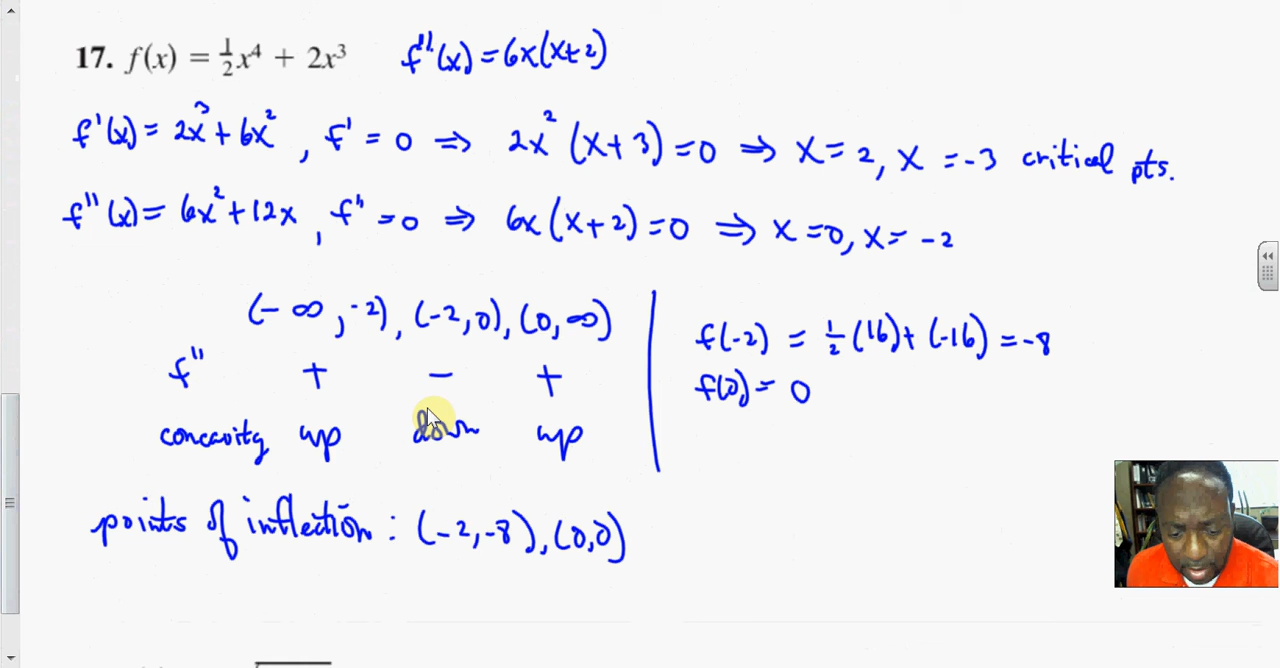 17. f(x) = ½x⁴ + 2x³ f''(x) = 6x(x+2)
f'(x) = 2x³ + 6x², f' = 0 ⇒ 2x²(x+3) = 0 ⇒ x = 2, x = -3 critical pts.
f''(x) = 6x² + 12x, f'' = 0 ⇒ 6x(x+2) = 0 ⇒ x = 0, x = -2
(-∞, -2), (-2, 0), (0, ∞)
f'' + - +
concavity up down up
f(-2) = ½(16) + (-16) = -8
f(0) = 0
points of inflection: (-2, -8), (0, 0)